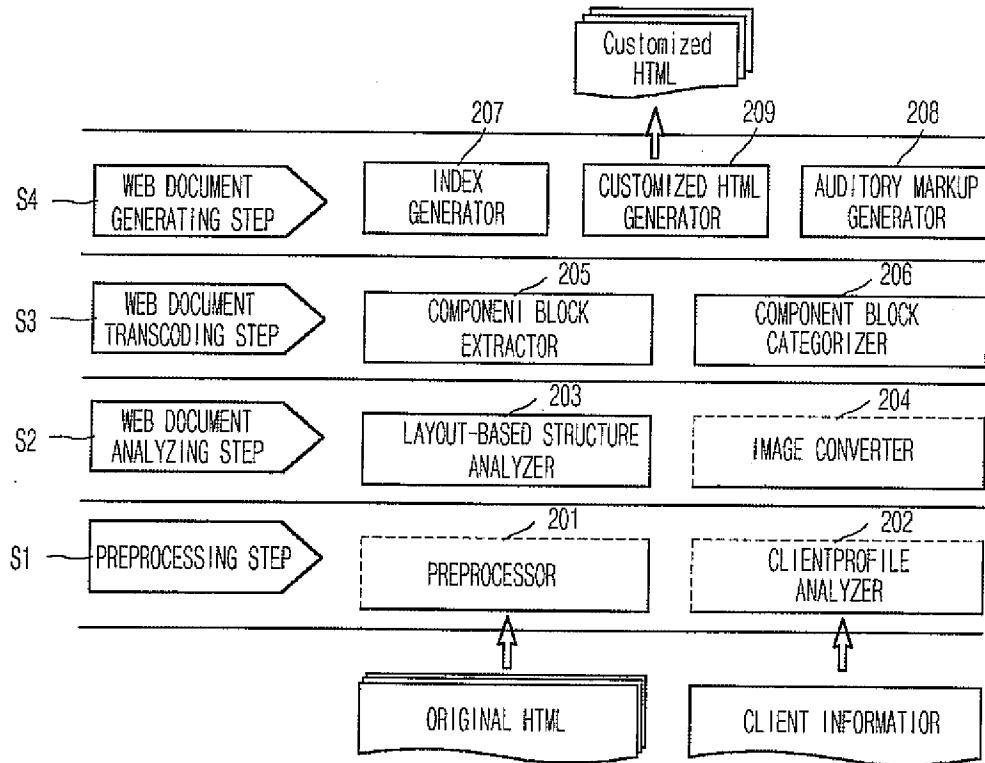 Customized
HTML
207
209
208
S4
WEB DOCUMENT
GENERATING STEP
INDEX
GENERATOR
CUSTOMIZED HTML
GENERATOR
AUDITORY MARKUP
GENERATOR
205
206
S3
WEB DOCUMENT
TRANSCODING STEP
COMPONENT BLOCK
EXTRACTOR
COMPONENT BLOCK
CATEGORIZER
203
204
S2
WEB DOCUMENT
ANALYZING STEP
LAYOUT-BASED STRUCTURE
ANALYZER
IMAGE CONVERTER
201
202
S1
PREPROCESSING STEP
PREPROCESSOR
CLIENTPROFILE
ANALYZER
ORIGINAL HTML
CLIENT INFORMATIOR